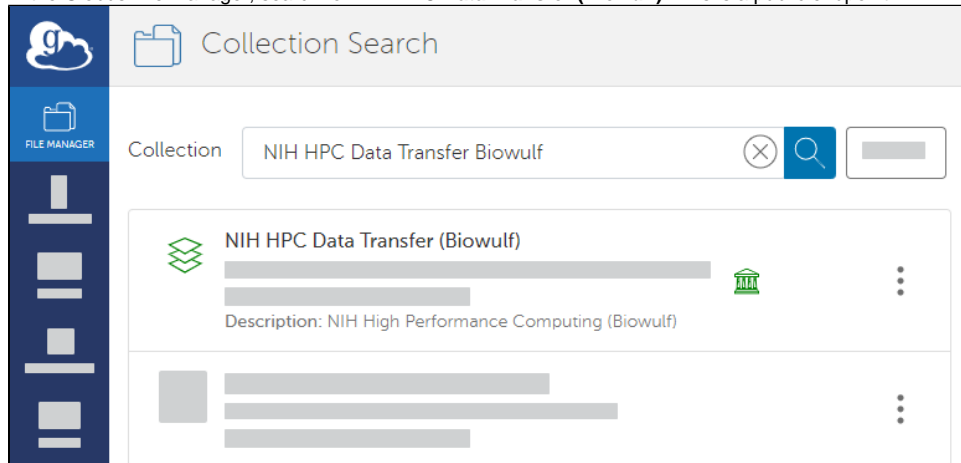 Collection Search
FILE MANAGER
Collection NIH HPC Data Transfer Biowulf
NIH HPC Data Transfer (Biowulf)
Description: NIH High Performance Computing (Biowulf)